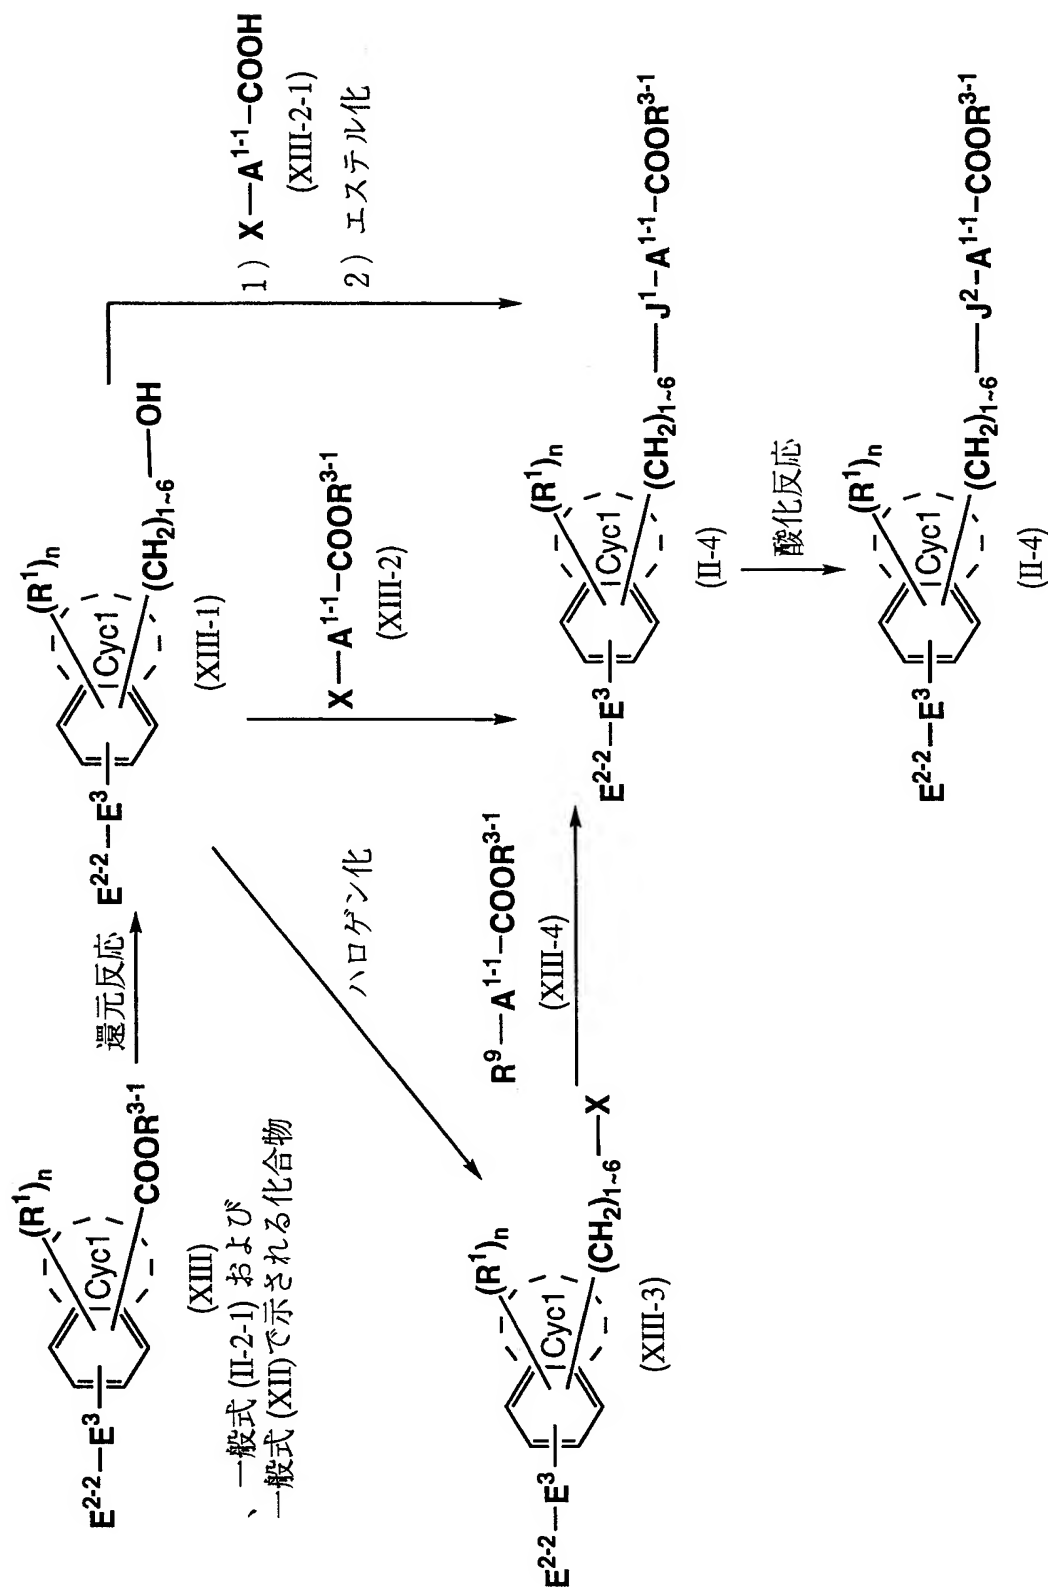 E²⁻²—E³
Cyc1
(R¹)ₙ
COOR³⁻¹
(XIII)
、一般式 (II-2-1) および
一般式 (XII)で示される化合物
還元反応
E²⁻²—E³
Cyc1
(R¹)ₙ
(CH₂)₁~₆—OH
(XIII-1)
1) X—A¹⁻¹—COOH
(XIII-2-1)
2) エステル化
ハロゲン化
X—A¹⁻¹—COOR³⁻¹
(XIII-2)
E²⁻²—E³
Cyc1
(R¹)ₙ
(CH₂)₁~₆—X
(XIII-3)
R⁹—A¹⁻¹—COOR³⁻¹
(XIII-4)
E²⁻²—E³
Cyc1
(R¹)ₙ
(CH₂)₁~₆—J¹—A¹⁻¹—COOR³⁻¹
(II-4)
酸化反応
E²⁻²—E³
Cyc1
(R¹)ₙ
(CH₂)₁~₆—J²—A¹⁻¹—COOR³⁻¹
(II-4)